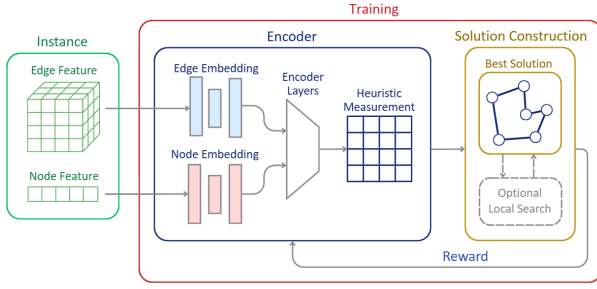 Training
Instance
Encoder
Solution Construction
Edge Feature
Edge Embedding
Encoder
Layers
Heuristic
Measurement
Best Solution
Node Feature
Node Embedding
Optional
Local Search
Reward